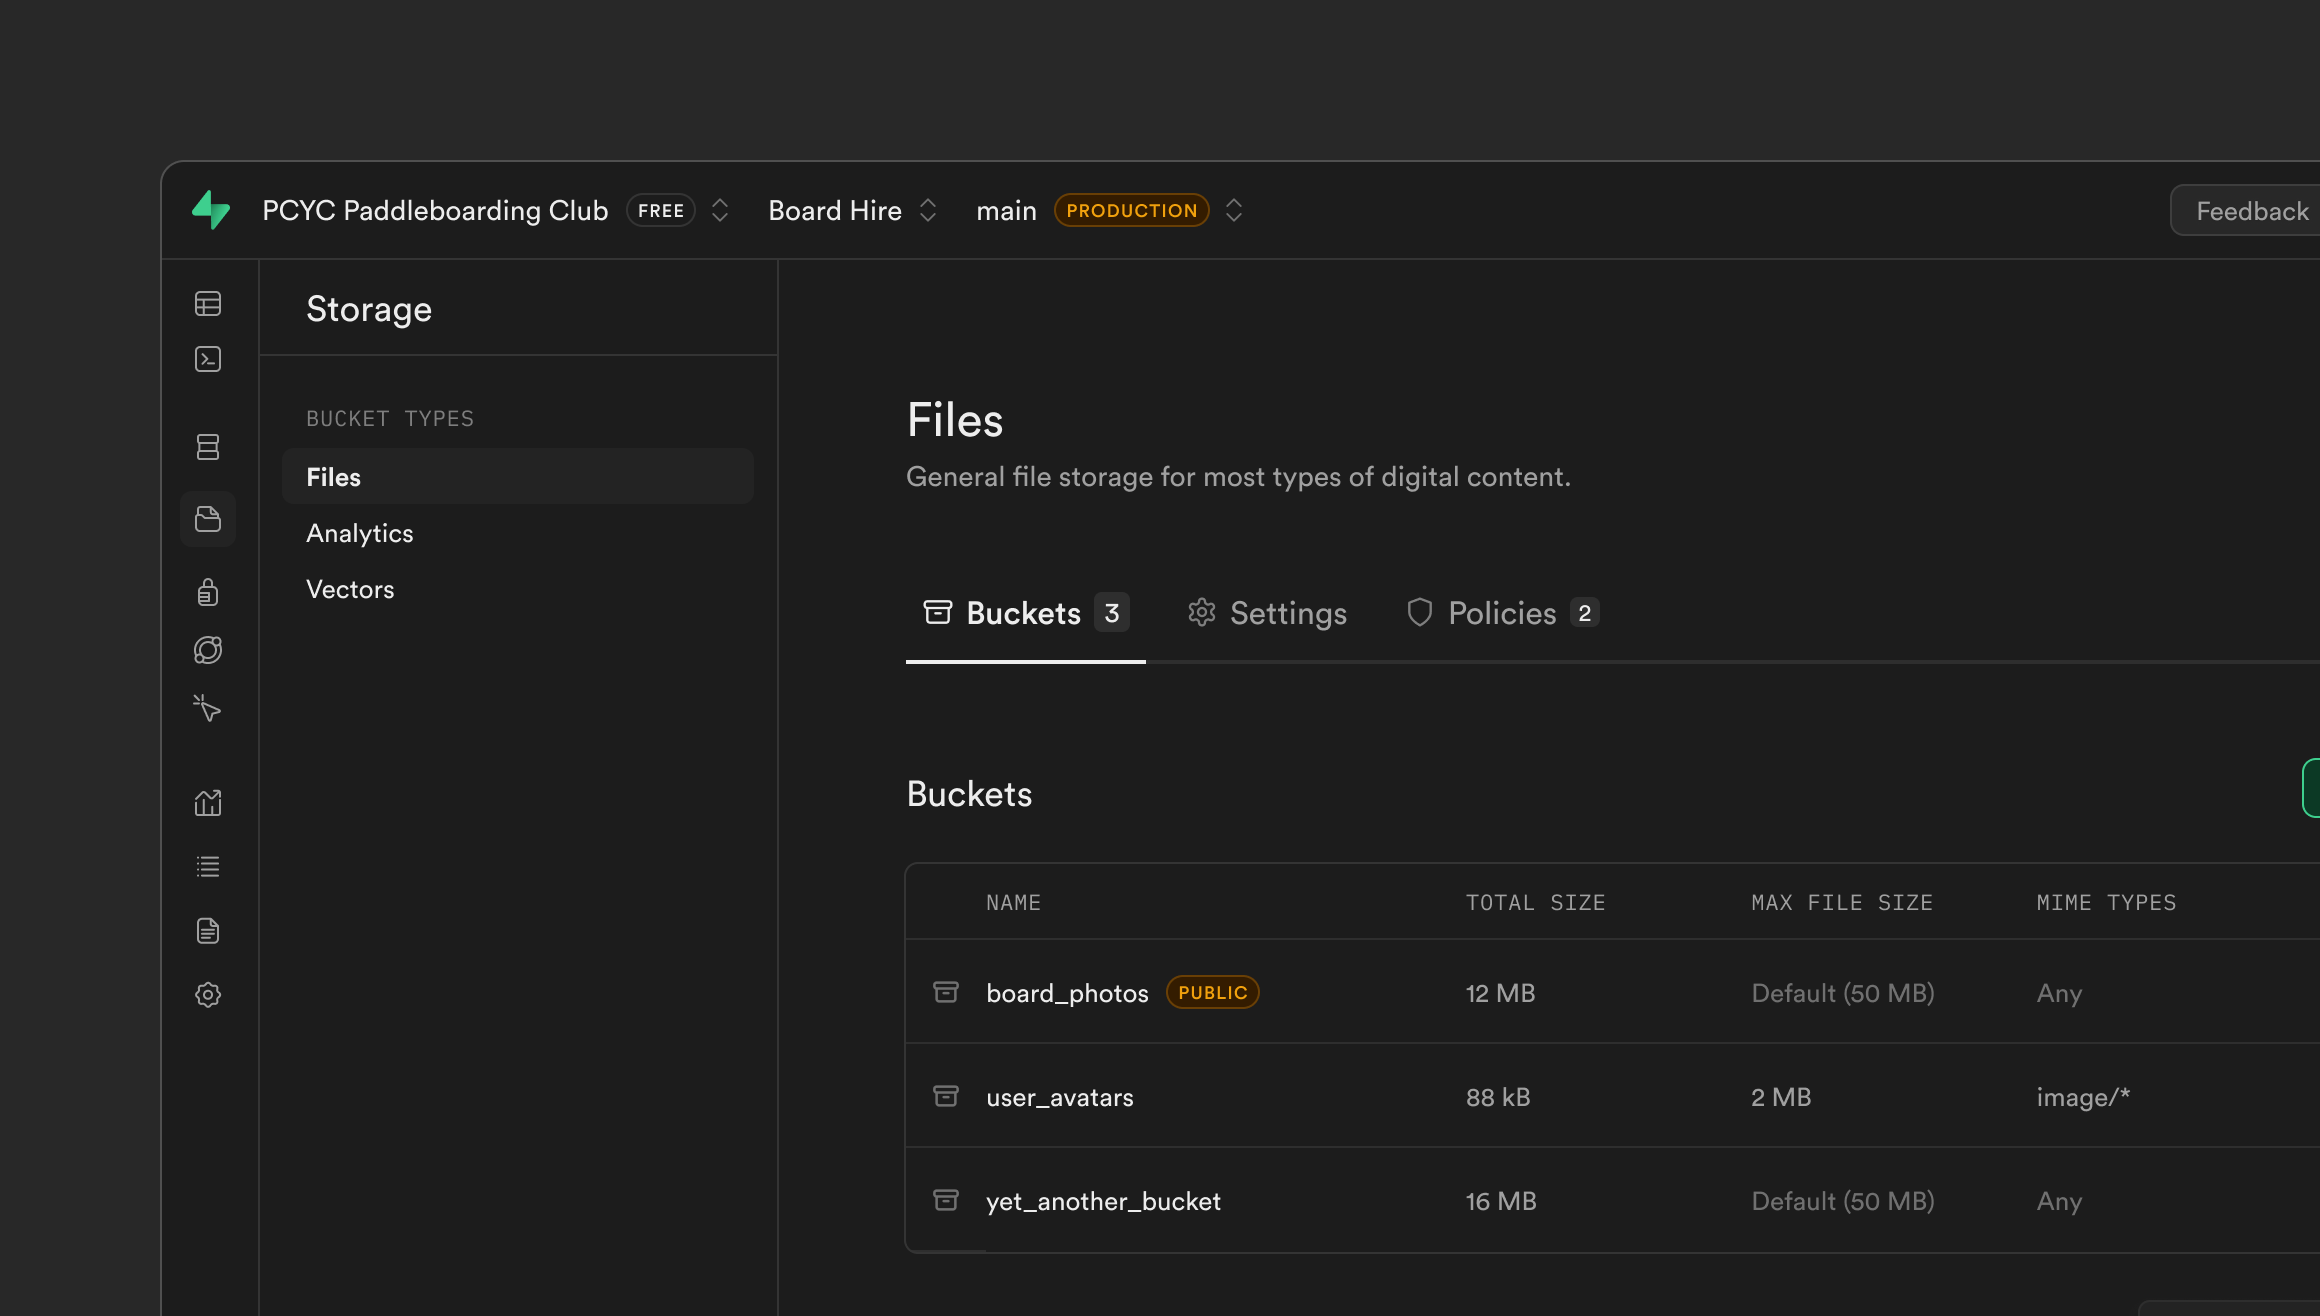 PCYC Paddleboarding Club FREE Board Hire main PRODUCTION Feedback
Storage
BUCKET TYPES
Files
Analytics
Vectors
Files
General file storage for most types of digital content.
Buckets 3 Settings Policies 2
Buckets
NAME TOTAL SIZE MAX FILE SIZE MIME TYPES
board_photos PUBLIC 12 MB Default (50 MB) Any
user_avatars 88 kB 2 MB image/*
yet_another_bucket 16 MB Default (50 MB) Any